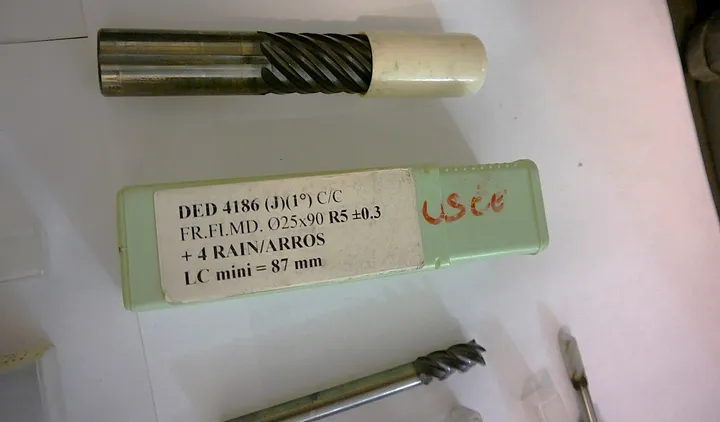 DED 4186 (J)(1°) C/C
FR.FI.MD. Ø25x90 R5 ±0.3
+ 4 RAIN/ARROS
LC mini = 87 mm
usée